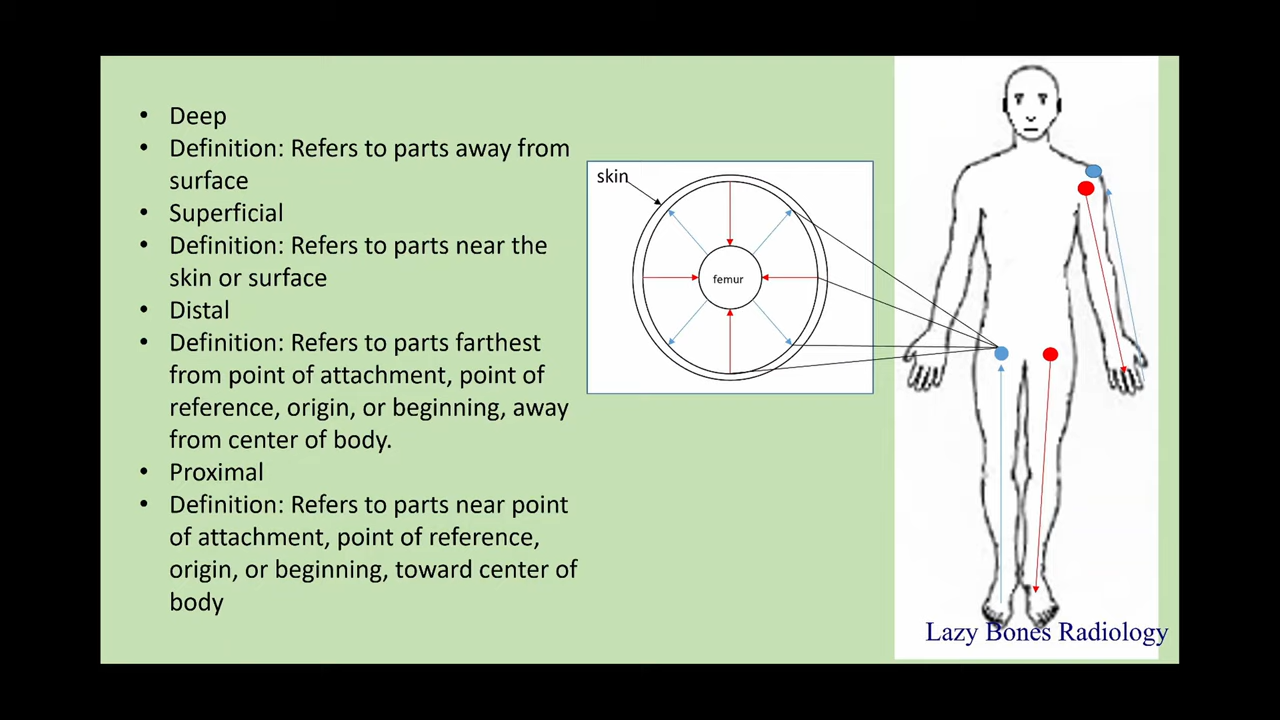 • Deep
• Definition: Refers to parts away from
surface
• Superficial
• Definition: Refers to parts near the
skin or surface
• Distal
• Definition: Refers to parts farthest
from point of attachment, point of
reference, origin, or beginning, away
from center of body.
• Proximal
• Definition: Refers to parts near point
of attachment, point of reference,
origin, or beginning, toward center of
body
skin
femur
Lazy Bones Radiology